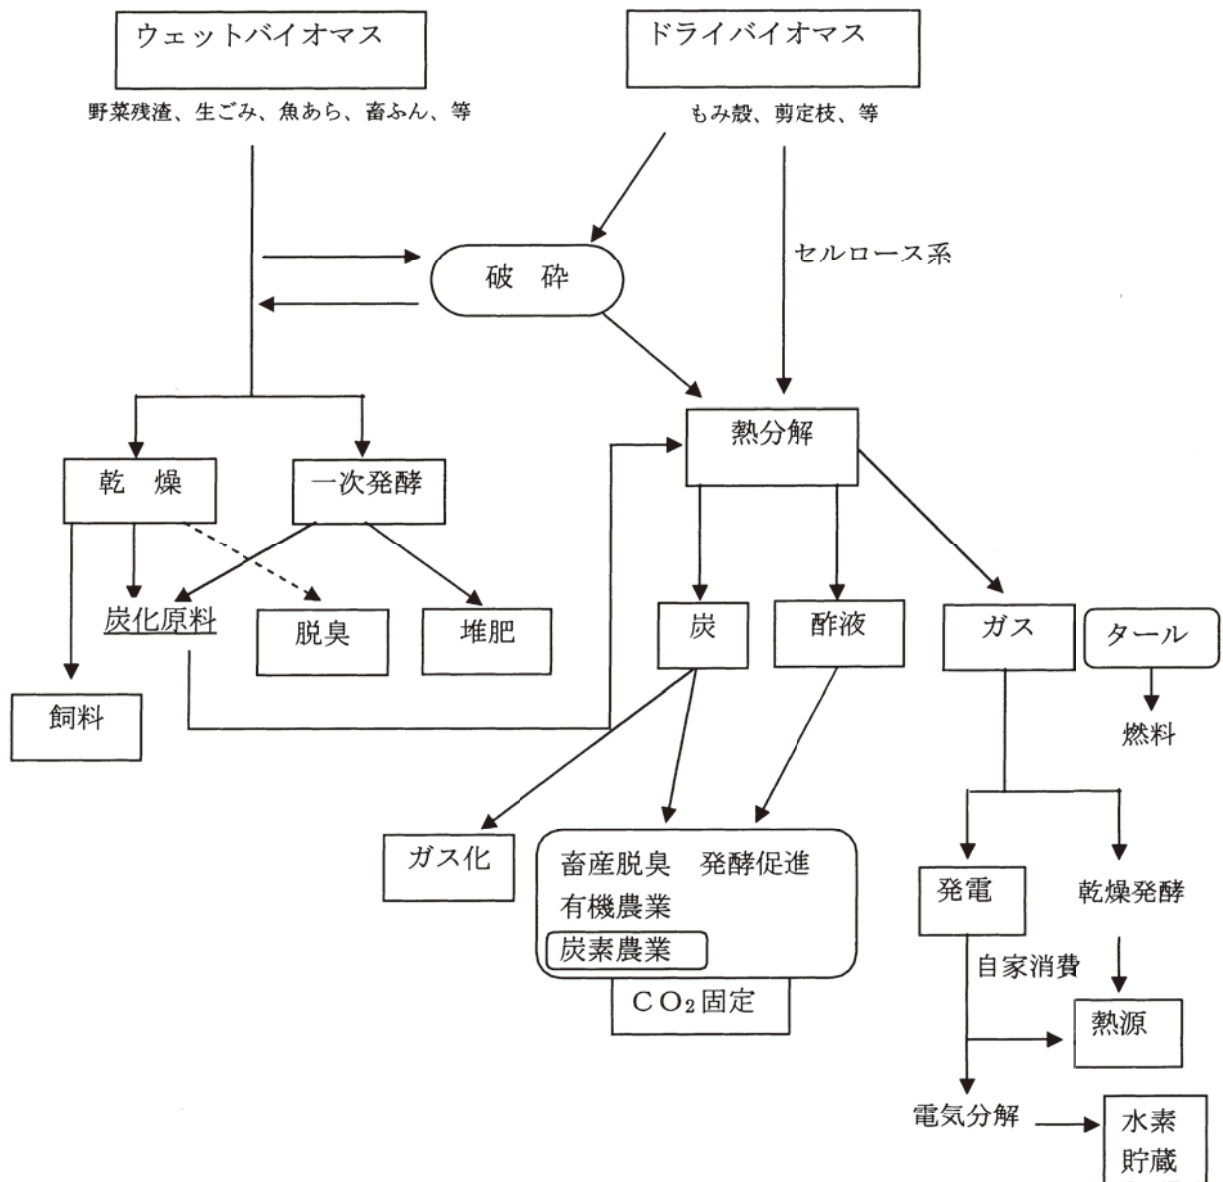 ウェットバイオマス
ドライバイオマス
野菜残渣、生ごみ、魚あら、畜ふん、等
もみ殻、剪定枝、等
セルロース系
破　砕
熱分解
乾　燥
一次発酵
炭化原料
脱臭
堆肥
炭
酢液
ガス
タール
飼料
燃料
ガス化
畜産脱臭　発酵促進
有機農業
炭素農業
CO₂固定
発電
乾燥発酵
自家消費
熱源
電気分解
水素
貯蔵